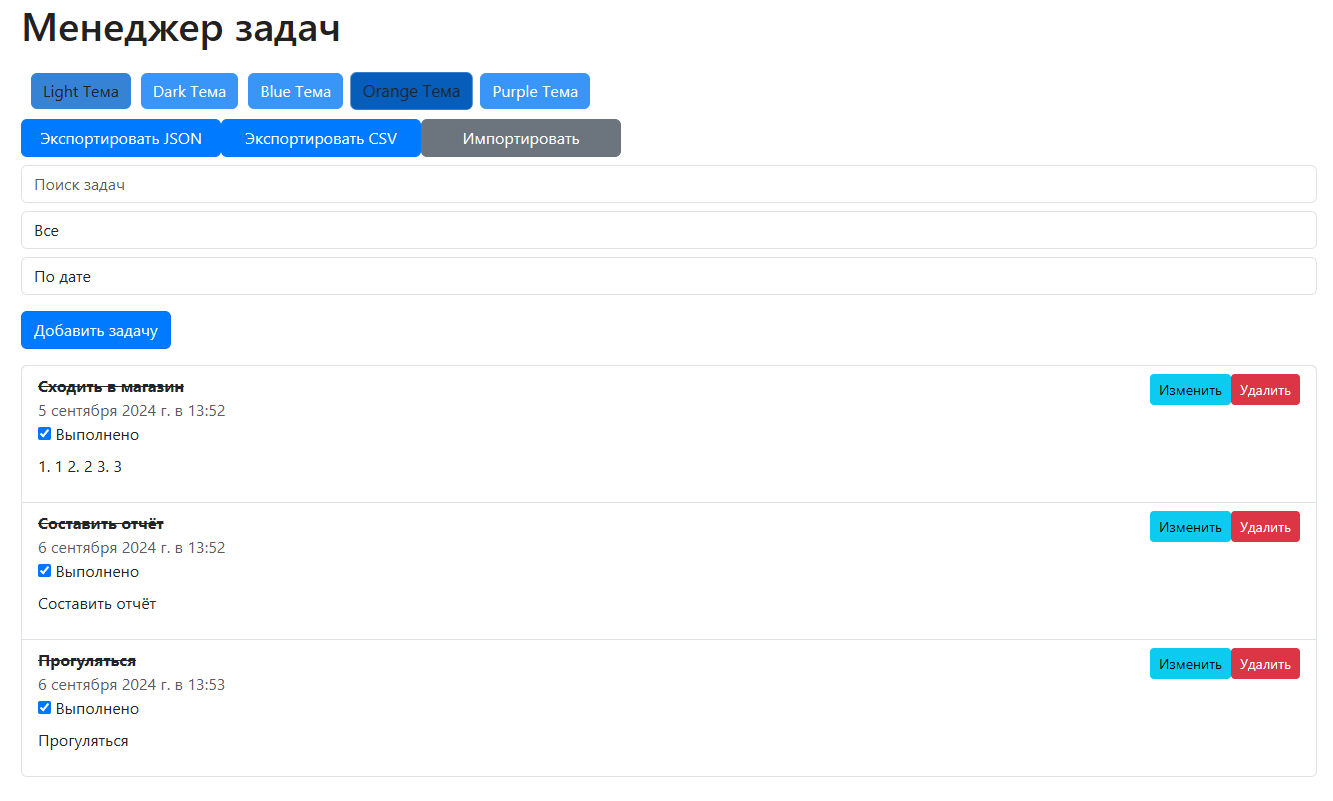 Менеджер задач
Light Тема Dark Тема Blue Тема Orange Тема Purple Тема
Экспортировать JSON Экспортировать CSV Импортировать
Поиск задач
Все
По дате
Добавить задачу
Сходить в магазин Изменить Удалить
5 сентября 2024 г. в 13:52
Выполнено
1. 1 2. 2 3. 3
Составить отчёт Изменить Удалить
6 сентября 2024 г. в 13:52
Выполнено
Составить отчёт
Прогуляться Изменить Удалить
6 сентября 2024 г. в 13:53
Выполнено
Прогуляться